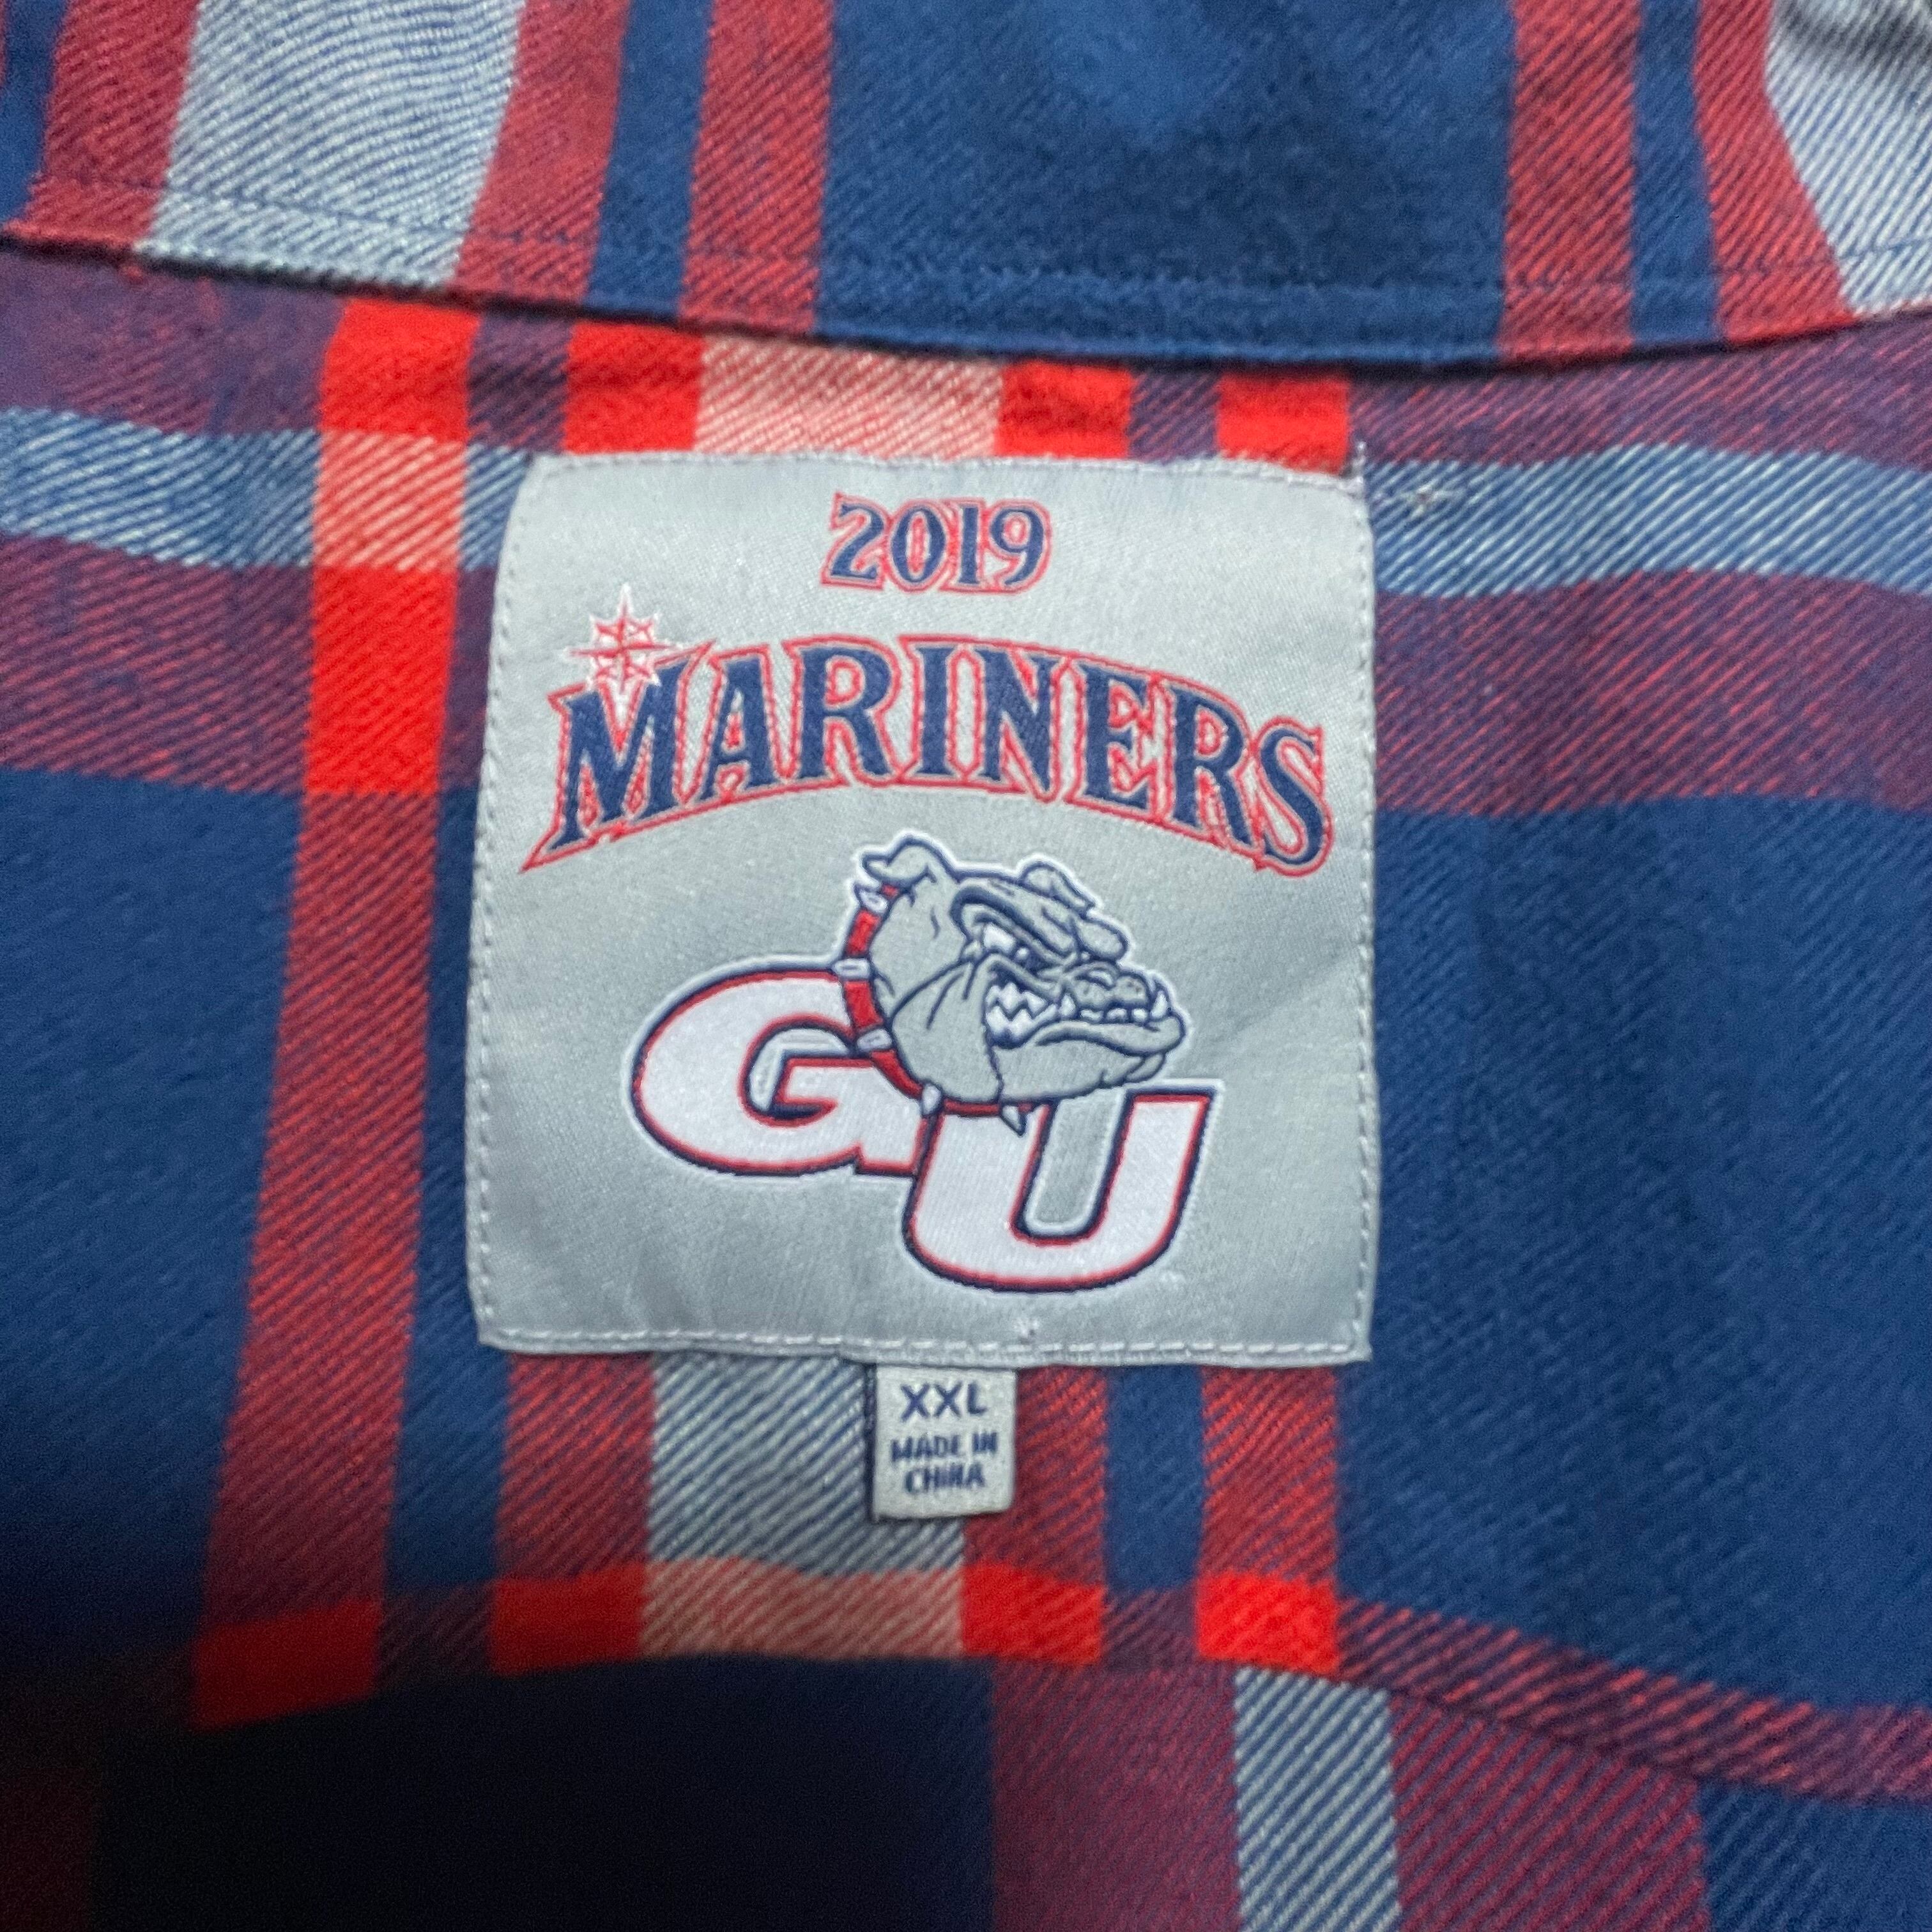 2019
MARINERS
GU
XXL
MADE IN
CHINA